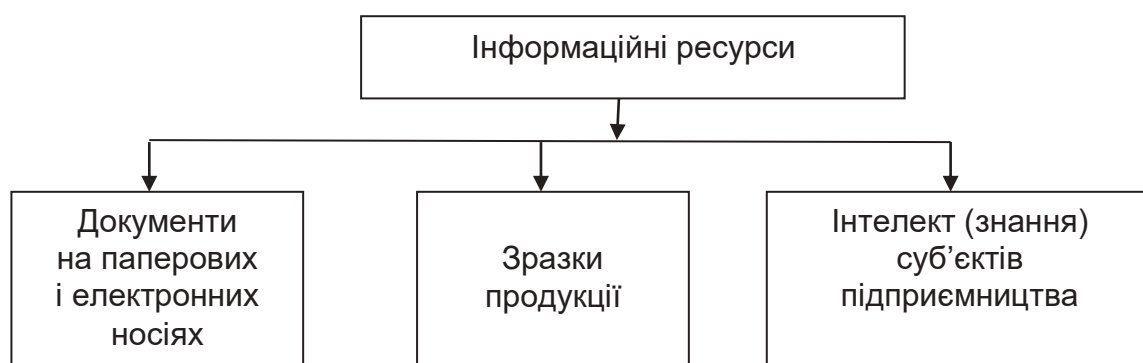 Інформаційні ресурси
Документи
на паперових
і електронних
носіях
Зразки
продукції
Інтелект (знання)
суб’єктів
підприємництва